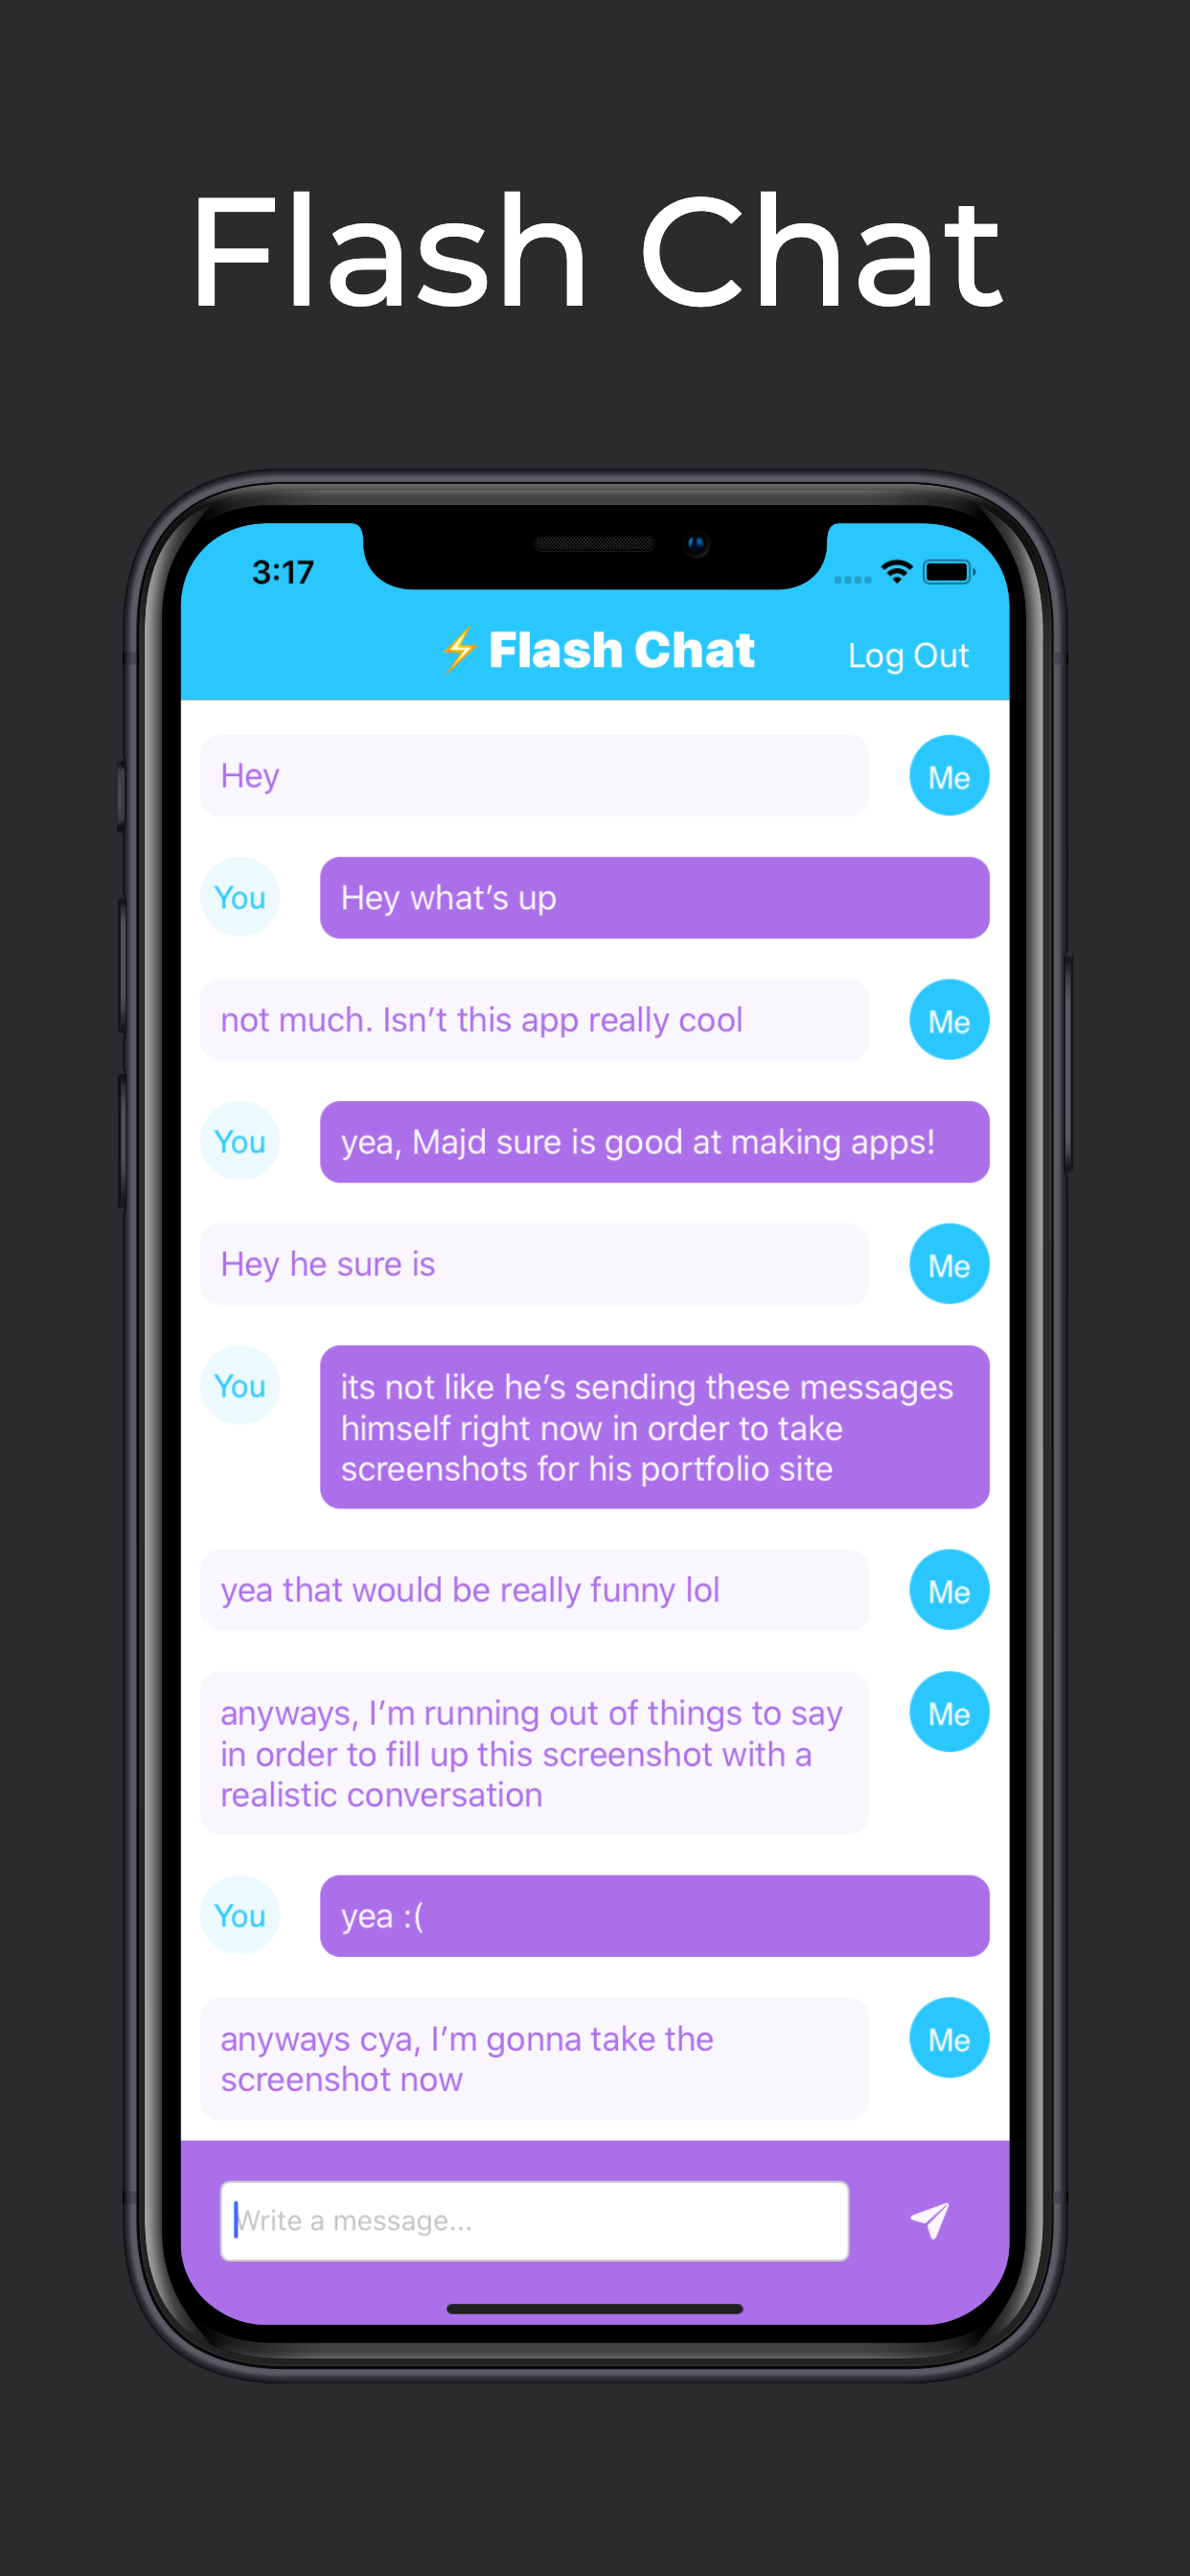 Flash Chat
3:17
⚡Flash Chat
Log Out
Hey
Me
You
Hey what’s up
not much. Isn’t this app really cool
Me
You
yea, Majd sure is good at making apps!
Hey he sure is
Me
You
its not like he’s sending these messages
himself right now in order to take
screenshots for his portfolio site
yea that would be really funny lol
Me
anyways, I’m running out of things to say
in order to fill up this screenshot with a
realistic conversation
Me
You
yea :(
anyways cya, I’m gonna take the
screenshot now
Me
Write a message...